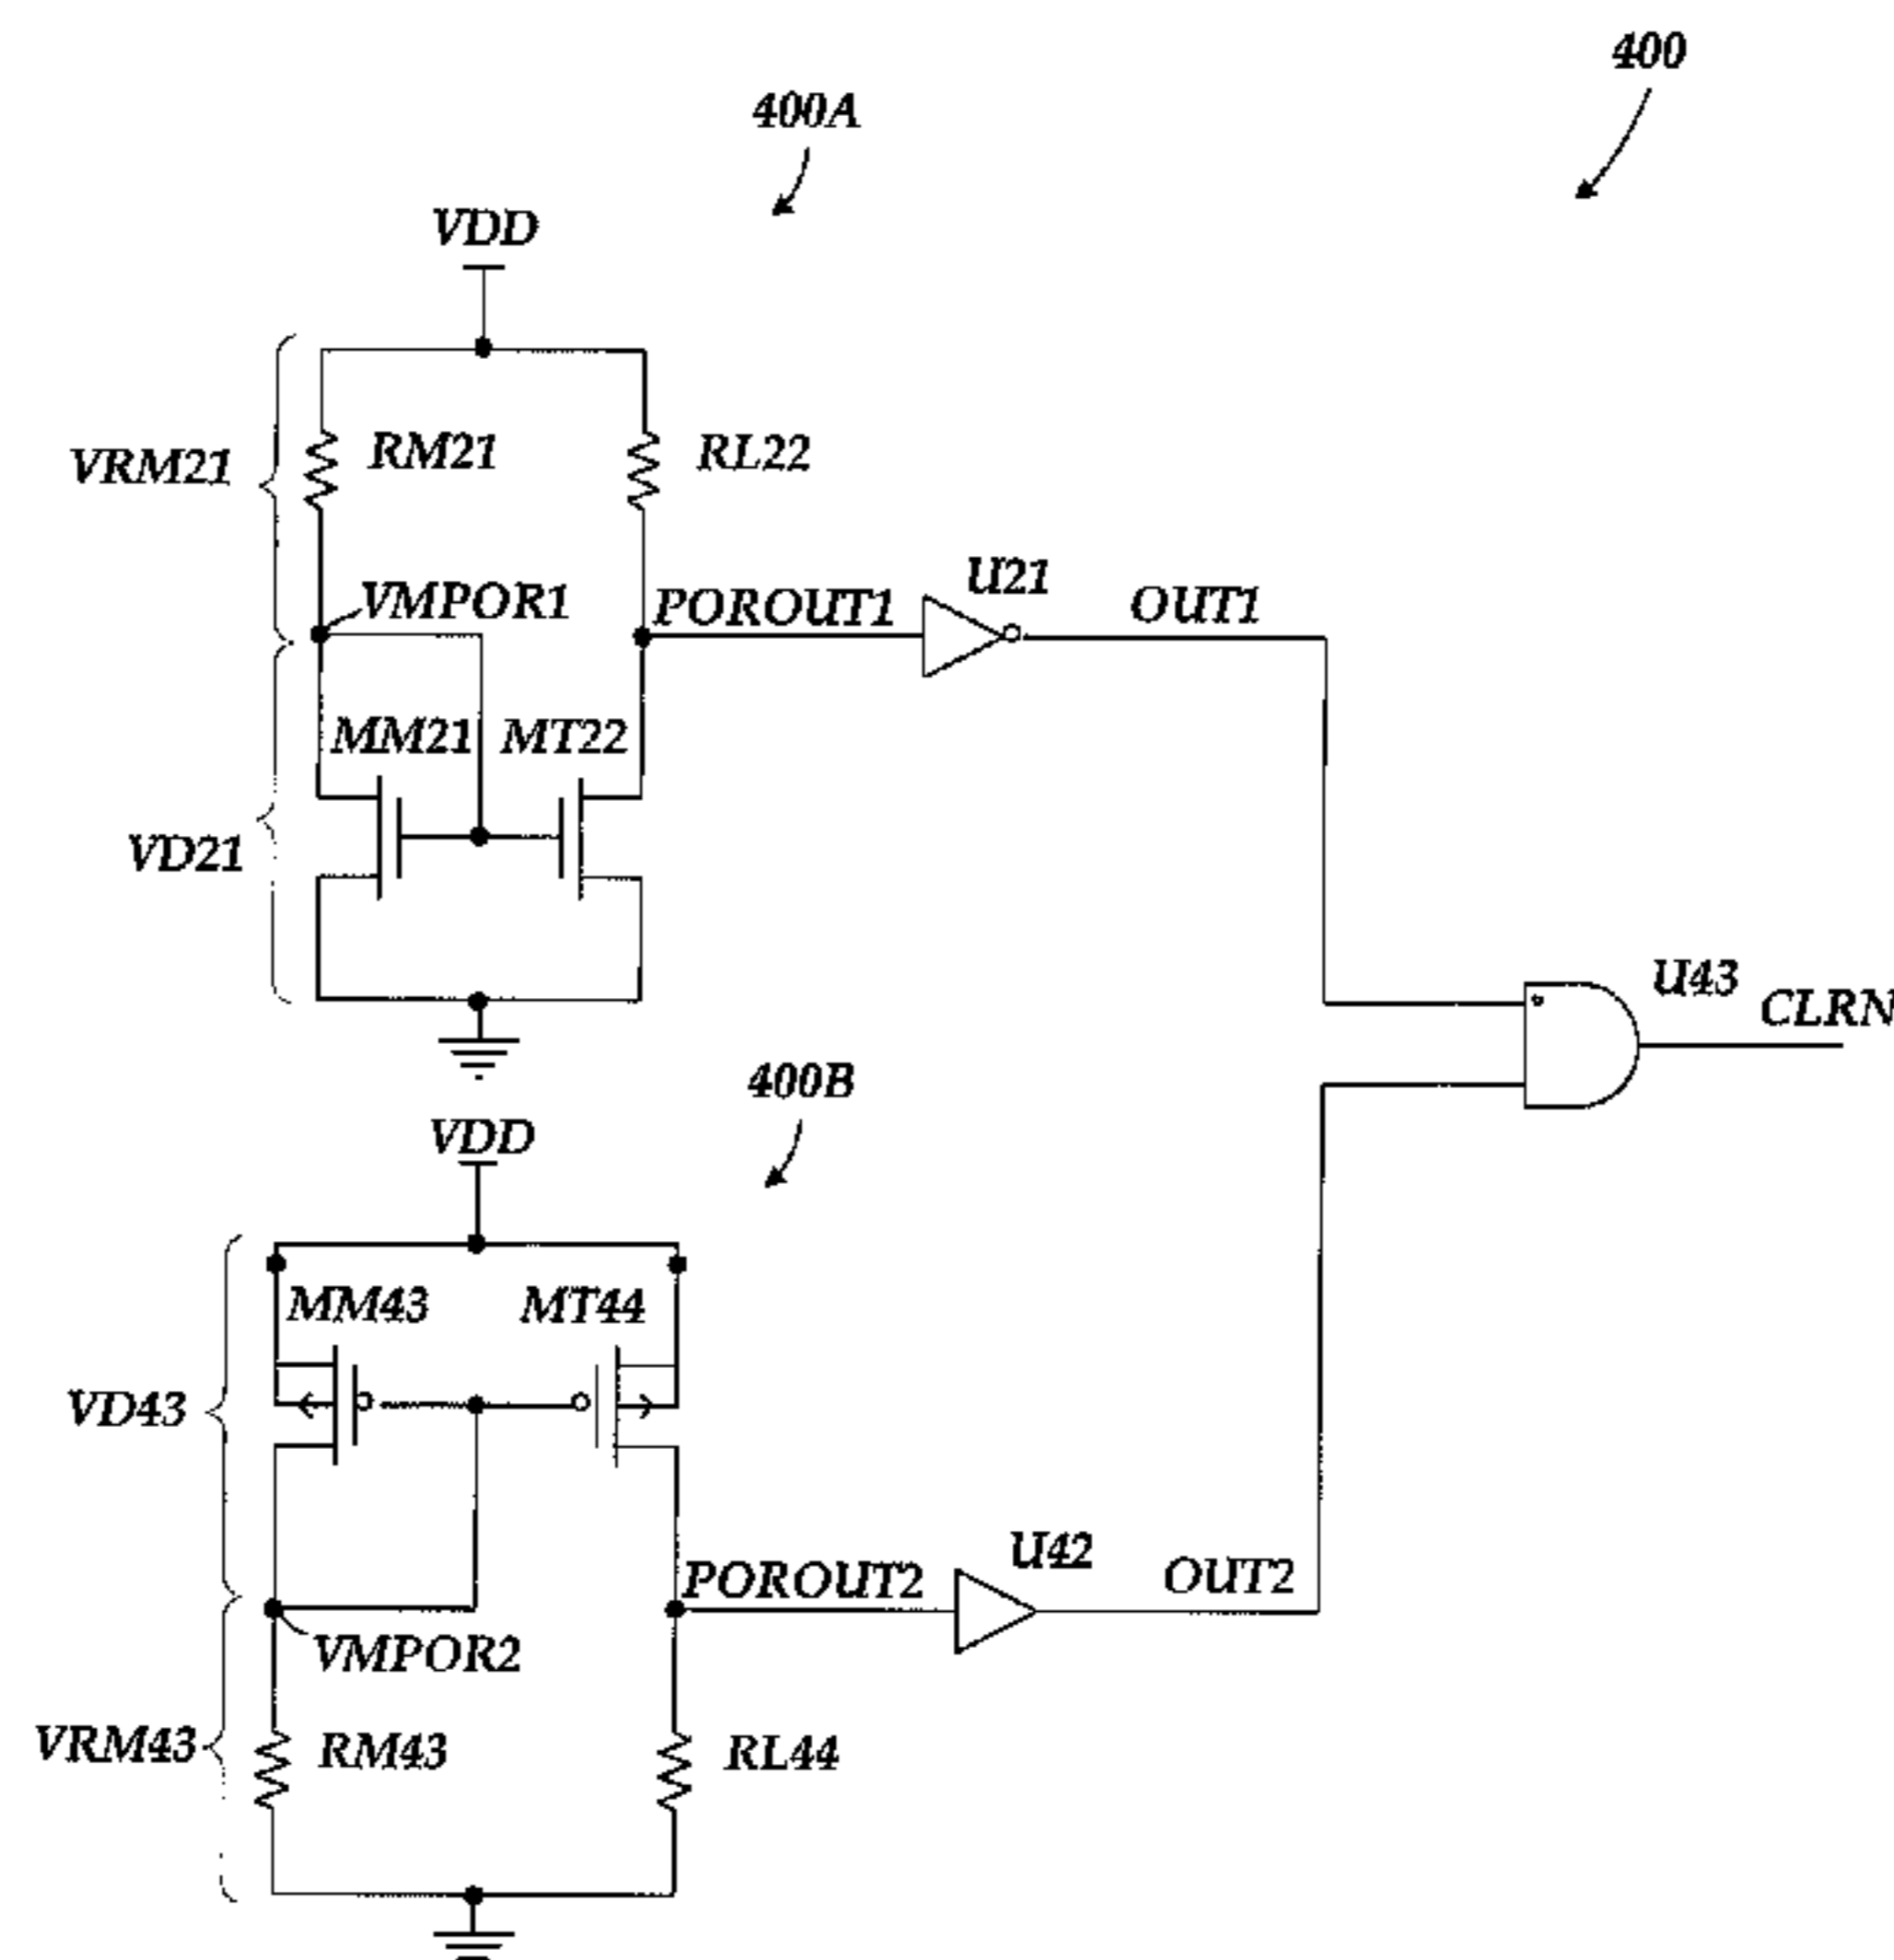 400
400A
VDD
VRM21
RM21
RL22
U21
VMPOR1
POROUT1
OUT1
MM21
MT22
VD21
U43
CLRN
400B
VDD
MM43
MT44
VD43
U42
POROUT2
OUT2
VMPOR2
VRM43
RM43
RL44